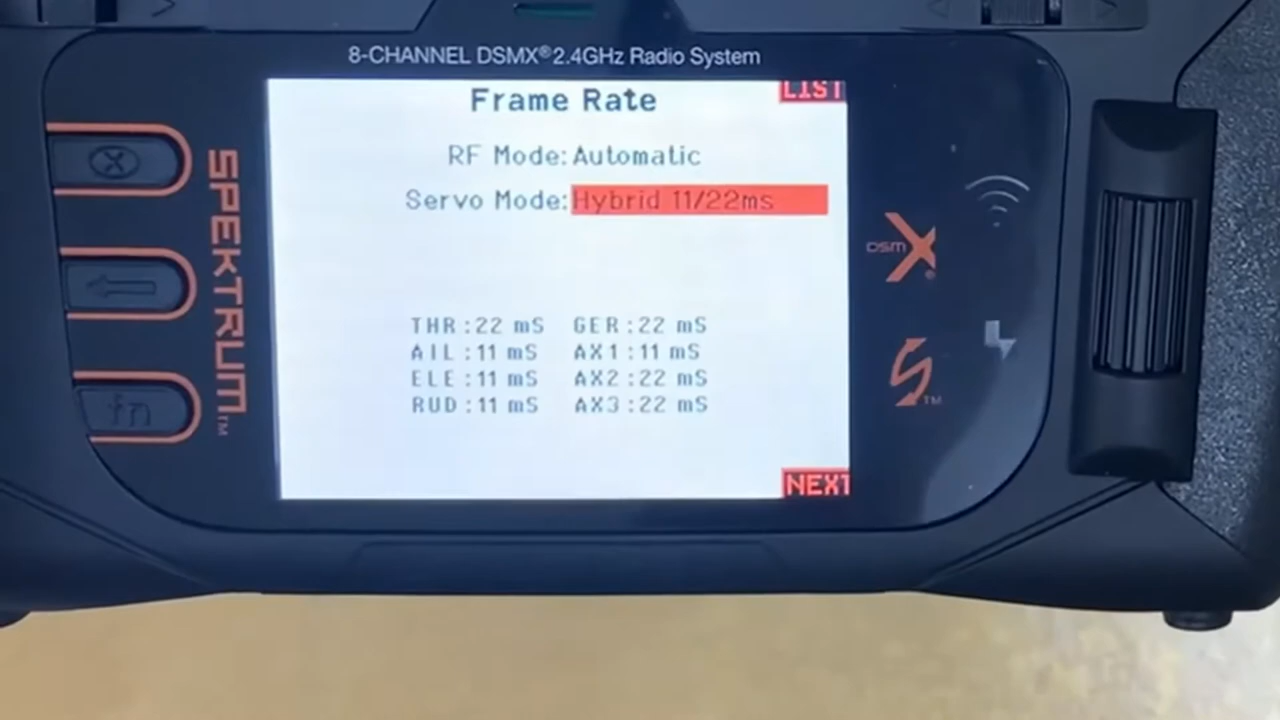 8-CHANNEL DSMX® 2.4GHz Radio System
LIST
Frame Rate
RF Mode: Automatic
Servo Mode: Hybrid 11/22ms
THR: 22 mS GER: 22 mS
AIL: 11 mS AX1: 11 mS
ELE: 11 mS AX2: 22 mS
RUD: 11 mS AX3: 22 mS
NEXT
SPEKTRUM™
fn
DSM X®
S™